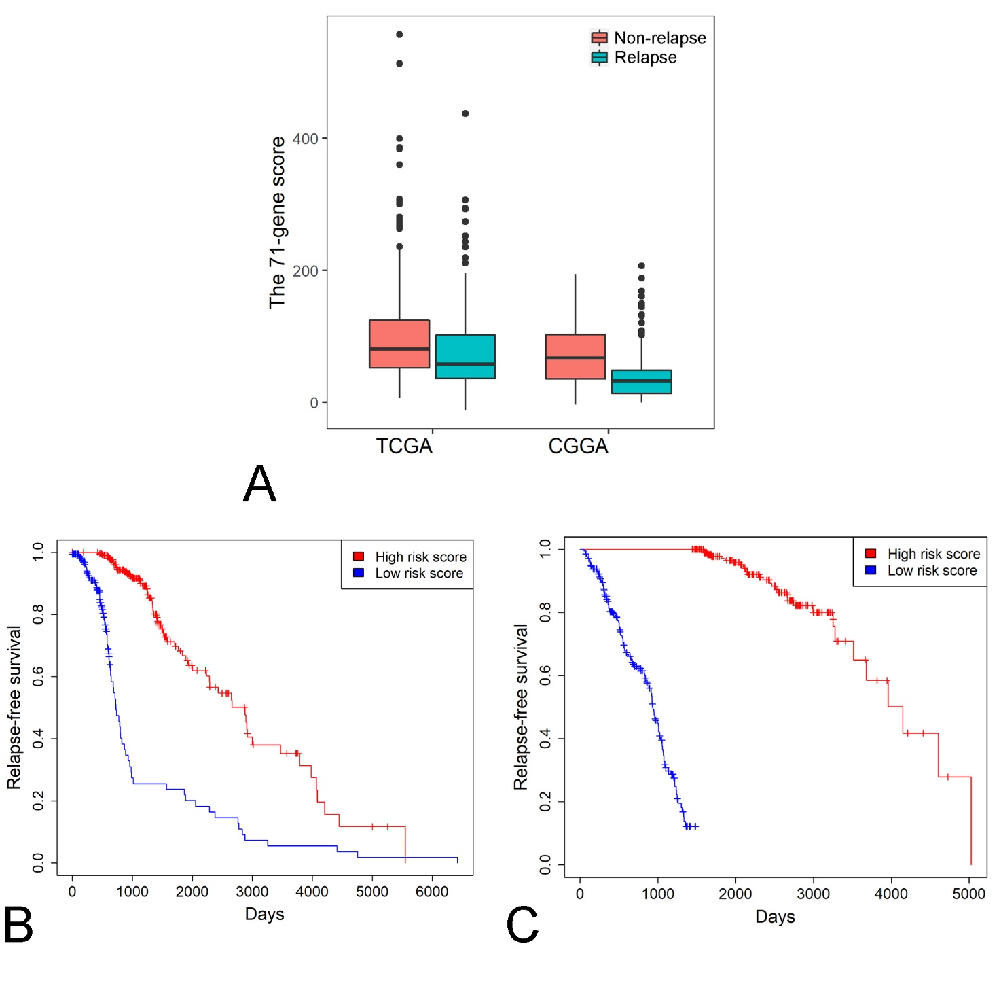 Non-relapse
Relapse
The 71-gene score
400
200
0
TCGA CGGA
A
High risk score
Low risk score
Relapse-free survival
1.0
0.8
0.6
0.4
0.2
0.0
0 1000 2000 3000 4000 5000 6000
Days
B
High risk score
Low risk score
Relapse-free survival
1.0
0.8
0.6
0.4
0.2
0.0
0 1000 2000 3000 4000 5000
Days
C